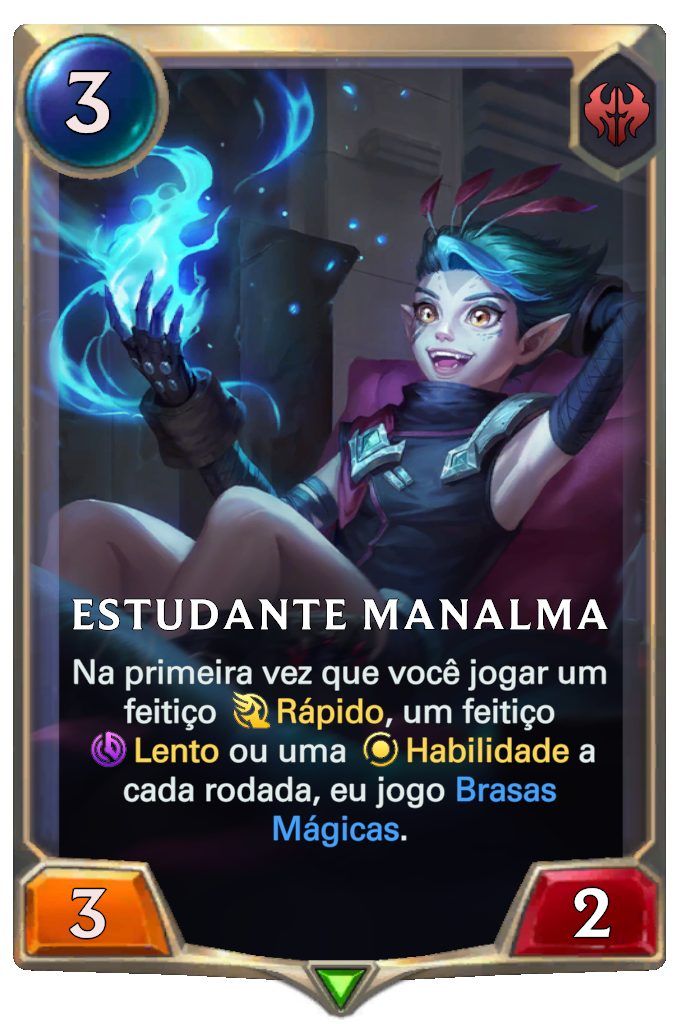 3
ESTUDANTE MANALMA
Na primeira vez que você jogar um
feitiço Rápido, um feitiço
Lento ou uma Habilidade a
cada rodada, eu jogo Brasas
Mágicas.
3
2